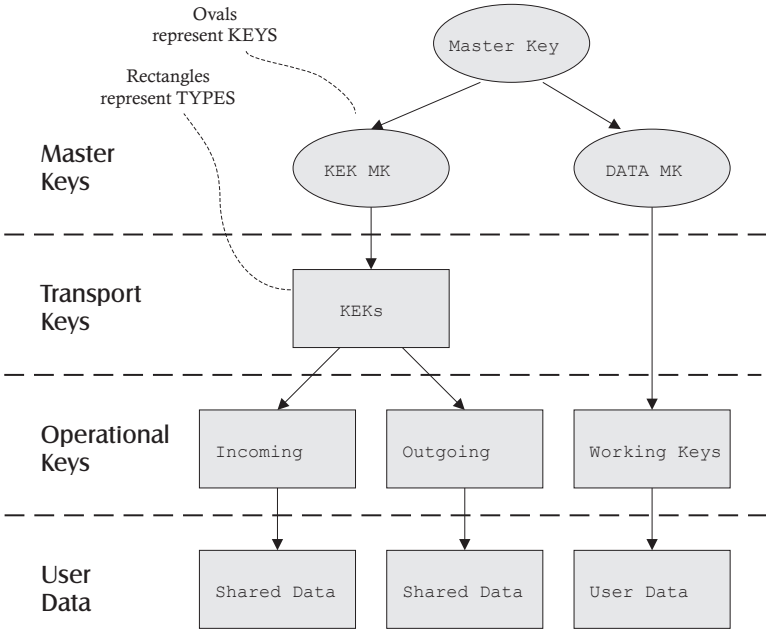 Ovals
represent KEYS
Master Key
Rectangles
represent TYPES
Master
Keys
KEK MK
DATA MK
Transport
Keys
KEKs
Operational
Keys
Incoming
Outgoing
Working Keys
User
Data
Shared Data
Shared Data
User Data